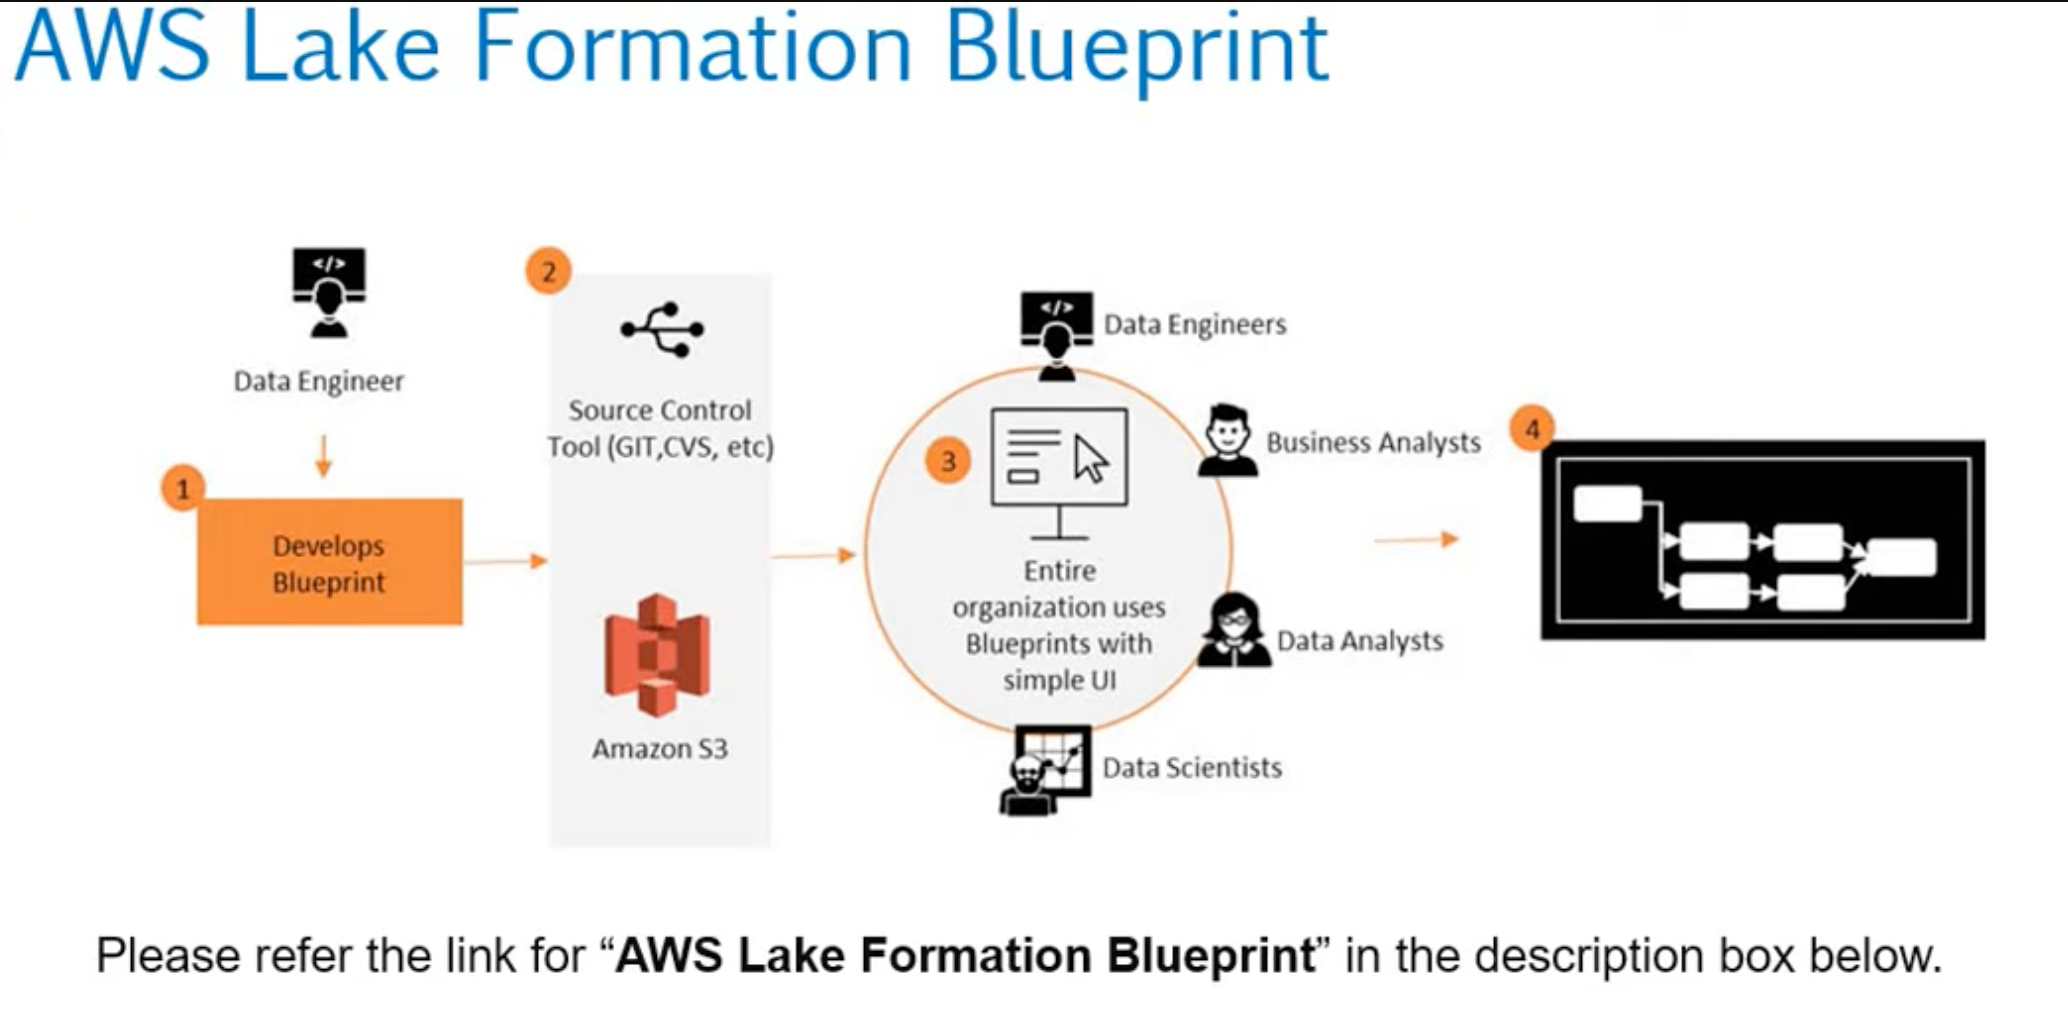 AWS Lake Formation Blueprint
</>
Data Engineer
1
Develops
Blueprint
2
Source Control
Tool (GIT,CVS, etc)
Amazon S3
</>
Data Engineers
3
Business Analysts
Entire
organization uses
Blueprints with
simple UI
Data Analysts
Data Scientists
4
Please refer the link for “AWS Lake Formation Blueprint” in the description box below.